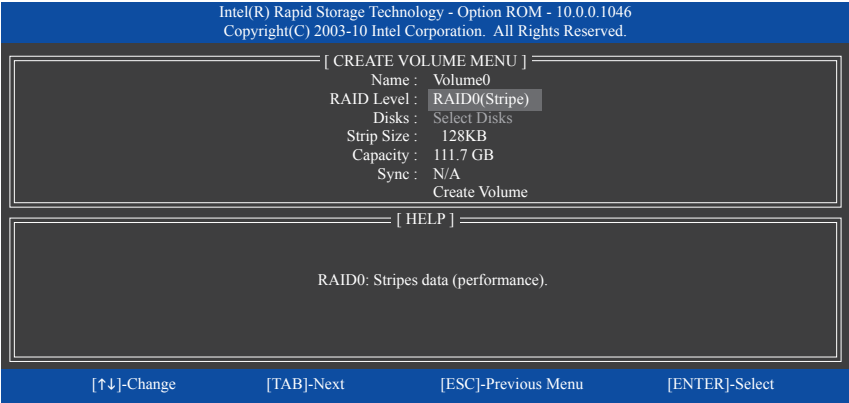 Intel(R) Rapid Storage Technology - Option ROM - 10.0.0.1046
Copyright(C) 2003-10 Intel Corporation. All Rights Reserved.
[ CREATE VOLUME MENU ]
Name : Volume0
RAID Level : RAID0(Stripe)
Disks : Select Disks
Strip Size : 128KB
Capacity : 111.7 GB
Sync : N/A
Create Volume
[ HELP ]
RAID0: Stripes data (performance).
[↑↓]-Change [TAB]-Next [ESC]-Previous Menu [ENTER]-Select